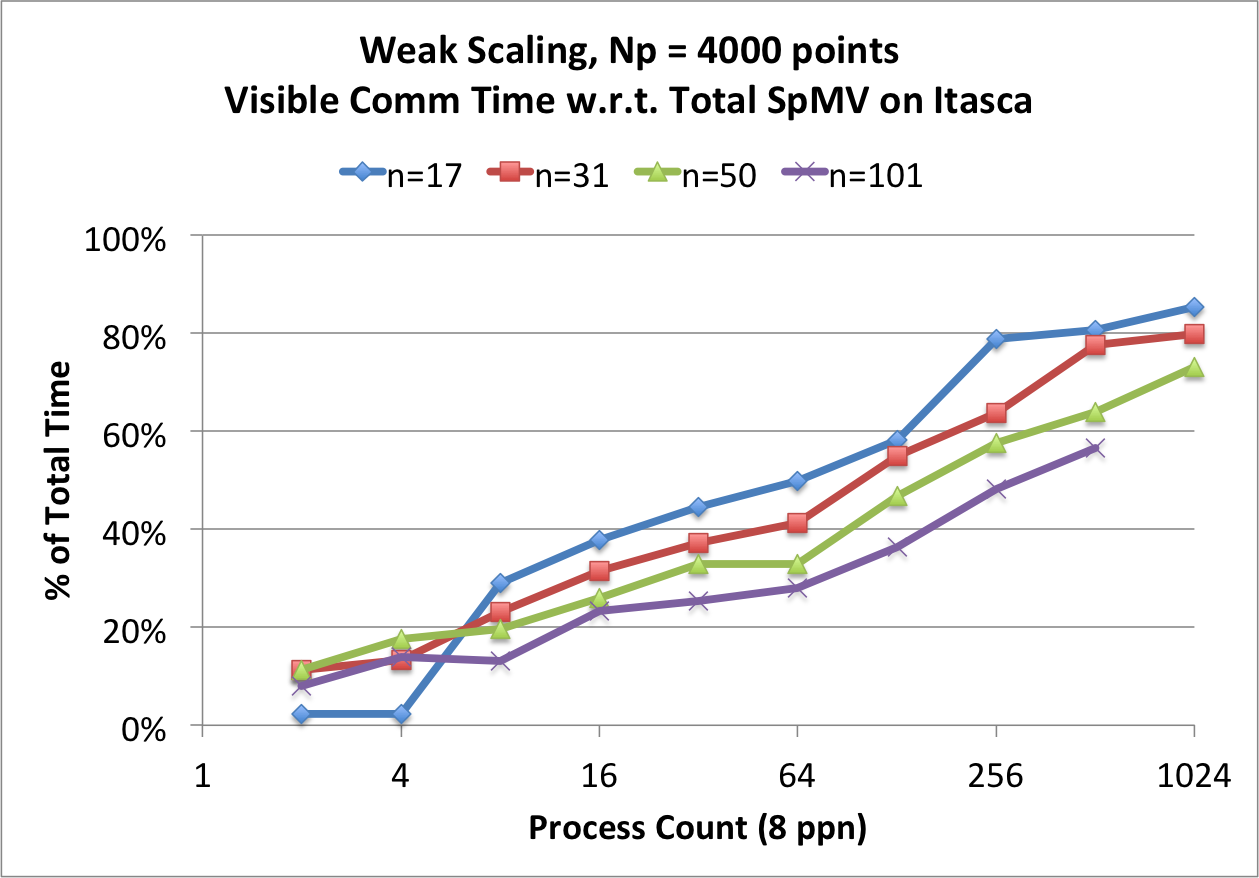 Weak Scaling, Np = 4000 points
Visible Comm Time w.r.t. Total SpMV on Itasca
n=17 n=31 n=50 n=101
100%
80%
60%
40%
20%
0%
% of Total Time
1 4 16 64 256 1024
Process Count (8 ppn)